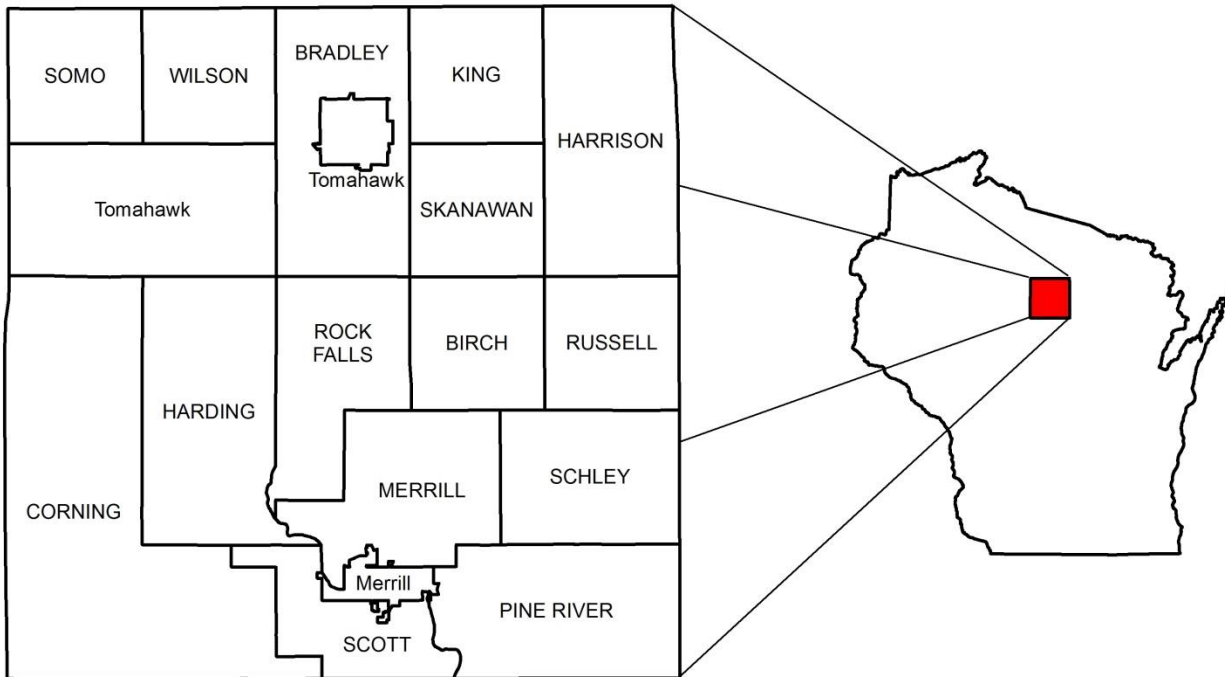 SOMO
WILSON
BRADLEY
KING
HARRISON
Tomahawk
Tomahawk
SKANAWAN
ROCK
FALLS
BIRCH
RUSSELL
HARDING
CORNING
MERRILL
SCHLEY
Merrill
PINE RIVER
SCOTT